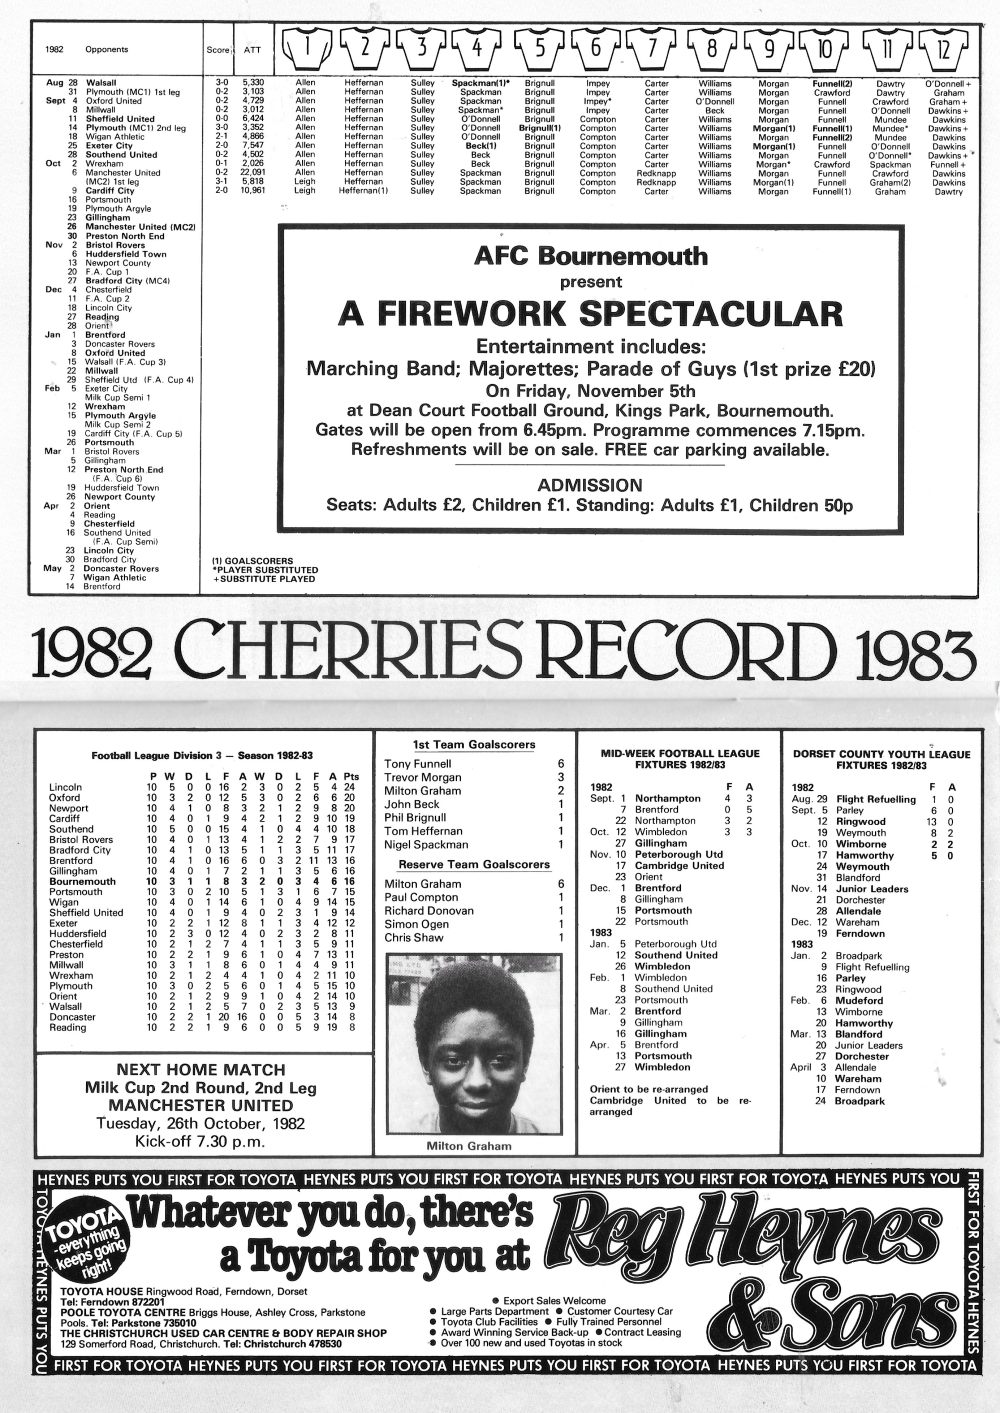 1982 Opponents Score ATT 1 2 3 4 5 6 7 8 9 10 11 12
Aug 28 Walsall 3-0 5,330 Allen Heffernan Sulley Spackman(1)* Brignull Impey Carter Williams Morgan Funnell(2) Dawtry O'Donnell+
31 Plymouth (MC1) 1st leg 0-2 3,103 Allen Heffernan Sulley Spackman Brignull Impey Carter Williams Morgan Crawford Dawtry Graham
Sept 4 Oxford United 0-2 4,729 Allen Heffernan Sulley Spackman Brignull Impey* Carter O'Donnell Morgan Funnell Crawford Graham+
8 Millwall 0-2 3,012 Allen Heffernan Sulley Spackman* Brignull Impey Carter Beck Morgan Funnell O'Donnell Dawkins+
11 Sheffield United 0-0 6,424 Allen Heffernan Sulley O'Donnell Brignull Compton Carter Williams Morgan Funnell Mundee Dawkins
14 Plymouth (MC1) 2nd leg 3-0 3,352 Allen Heffernan Sulley O'Donnell Brignull(1) Compton Carter Williams Morgan(1) Funnell(1) Mundee* Dawkins+
18 Wigan Athletic 2-1 4,866 Allen Heffernan Sulley O'Donnell Brignull Compton Carter Williams Morgan Funnell(2) Mundee Dawkins
25 Exeter City 2-0 7,547 Allen Heffernan Sulley Beck(1) Brignull Compton Carter Williams Morgan(1) Funnell O'Donnell Dawkins
28 Southend United 0-2 4,502 Allen Heffernan Sulley Beck Brignull Compton Carter Williams Morgan Funnell O'Donnell* Dawkins+
Oct 2 Wrexham 0-1 2,026 Allen Heffernan Sulley Beck Brignull Compton Carter Williams Morgan* Crawford Spackman Funnell+
6 Manchester United 0-2 22,091 Allen Heffernan Sulley Spackman Brignull Compton Redknapp Williams Morgan Funnell Crawford Dawkins
(MC2) 1st leg 3-1 5,818 Leigh Heffernan Sulley Spackman Brignull Compton Redknapp Williams Morgan(1) Funnell Graham(2) Dawkins
9 Cardiff City 2-0 10,961 Leigh Heffernan(1) Sulley Spackman Brignull Compton Carter Williams Morgan Funnell(1) Graham Dawtry
16 Portsmouth
19 Plymouth Argyle
23 Gillingham
26 Manchester United (MC2)
30 Preston North End
Nov 2 Bristol Rovers
6 Huddersfield Town
13 Newport County
20 F.A. Cup 1
27 Bradford City (MC4)
Dec 4 Chesterfield
11 F.A. Cup 2
18 Lincoln City
27 Reading
28 Orient
Jan 1 Brentford
3 Doncaster Rovers
8 Oxford United
15 Walsall (F.A. Cup 3)
22 Millwall
29 Sheffield Utd (F.A. Cup 4)
Feb 5 Exeter City
Milk Cup Semi 1
12 Wrexham
15 Plymouth Argyle
Milk Cup Semi 2
19 Cardiff City (F.A. Cup 5)
26 Portsmouth
Mar 1 Bristol Rovers
5 Gillingham
12 Preston North End
(F.A. Cup 6)
19 Huddersfield Town
26 Newport County
Apr 2 Orient
4 Reading
9 Chesterfield
16 Southend United
(F.A. Cup Semi)
23 Lincoln City
30 Bradford City
May 2 Doncaster Rovers
7 Wigan Athletic
14 Brentford
AFC Bournemouth
present
A FIREWORK SPECTACULAR
Entertainment includes:
Marching Band; Majorettes; Parade of Guys (1st prize £20)
On Friday, November 5th
at Dean Court Football Ground, Kings Park, Bournemouth.
Gates will be open from 6.45pm. Programme commences 7.15pm.
Refreshments will be on sale. FREE car parking available.
ADMISSION
Seats: Adults £2, Children £1. Standing: Adults £1, Children 50p
(1) GOALSCORERS
*PLAYER SUBSTITUTED
+SUBSTITUTE PLAYED
1982 CHERRIES RECORD 1983
Football League Division 3 — Season 1982-83
P W D L F A W D L F A Pts
Lincoln 10 5 0 0 16 2 3 0 2 5 4 24
Oxford 10 3 2 0 12 5 3 0 2 6 6 20
Newport 10 4 1 0 8 3 2 1 2 9 8 20
Cardiff 10 4 0 1 9 4 2 1 2 9 10 19
Southend 10 5 0 0 15 4 1 0 4 4 10 18
Bristol Rovers 10 4 0 1 13 4 1 2 2 7 9 17
Bradford City 10 4 1 0 13 5 1 1 3 5 11 17
Brentford 10 4 1 0 16 6 0 3 2 11 13 16
Gillingham 10 4 0 1 7 2 1 1 3 5 6 16
Bournemouth 10 3 1 1 8 3 2 0 3 4 6 16
Portsmouth 10 3 0 2 10 5 1 3 1 6 7 15
Wigan 10 4 0 1 14 6 1 0 4 9 14 15
Sheffield United 10 4 0 1 9 4 0 2 3 1 9 14
Exeter 10 2 2 1 12 8 1 1 3 4 12 12
Huddersfield 10 2 3 0 12 4 0 2 3 2 8 11
Chesterfield 10 2 1 2 7 4 1 1 3 5 9 11
Preston 10 2 2 1 9 6 1 0 4 7 13 11
Millwall 10 3 1 1 8 6 0 1 4 4 9 11
Wrexham 10 2 1 2 4 4 1 0 4 2 11 10
Plymouth 10 3 0 2 5 6 0 1 4 5 15 10
Orient 10 2 1 2 9 9 1 0 4 2 14 10
Walsall 10 2 1 2 5 7 0 2 3 5 13 9
Doncaster 10 2 2 1 20 16 0 0 5 3 14 8
Reading 10 2 2 1 9 6 0 0 5 9 19 8
NEXT HOME MATCH
Milk Cup 2nd Round, 2nd Leg
MANCHESTER UNITED
Tuesday, 26th October, 1982
Kick-off 7.30 p.m.
1st Team Goalscorers
Tony Funnell 6
Trevor Morgan 3
Milton Graham 2
John Beck 1
Phil Brignull 1
Tom Heffernan 1
Nigel Spackman 1
Reserve Team Goalscorers
Milton Graham 6
Paul Compton 1
Richard Donovan 1
Simon Ogen 1
Chris Shaw 1
Milton Graham
MID-WEEK FOOTBALL LEAGUE
FIXTURES 1982/83
1982 F A
Sept. 1 Northampton 4 3
7 Brentford 0 5
22 Northampton 3 2
Oct. 12 Wimbledon 3 3
27 Gillingham
Nov. 10 Peterborough Utd
17 Cambridge United
23 Orient
Dec. 1 Brentford
8 Gillingham
15 Portsmouth
22 Portsmouth
1983
Jan. 5 Peterborough Utd
12 Southend United
26 Wimbledon
Feb. 1 Wimbledon
8 Southend United
23 Portsmouth
Mar. 2 Brentford
9 Gillingham
16 Gillingham
Apr. 5 Brentford
13 Portsmouth
27 Wimbledon
Orient to be re-arranged
Cambridge United to be re-
arranged
DORSET COUNTY YOUTH LEAGUE
FIXTURES 1982/83
1982 F A
Aug. 29 Flight Refuelling 1 0
Sept. 5 Parley 6 0
12 Ringwood 13 0
19 Weymouth 8 2
Oct. 10 Wimborne 2 2
17 Hamworthy 5 0
24 Weymouth
31 Blandford
Nov. 14 Junior Leaders
21 Dorchester
28 Allendale
Dec. 12 Wareham
19 Ferndown
1983
Jan. 2 Broadpark
9 Flight Refuelling
16 Parley
23 Ringwood
Feb. 6 Mudeford
13 Wimborne
20 Hamworthy
Mar. 13 Blandford
20 Junior Leaders
27 Dorchester
April 3 Allendale
10 Wareham
17 Ferndown
24 Broadpark
HEYNES PUTS YOU FIRST FOR TOYOTA HEYNES PUTS YOU FIRST FOR TOYOTA HEYNES PUTS YOU FIRST FOR TOYOTA HEYNES PUTS YOU
FIRST FOR TOYOTA HEYNES
TOYOTA HEYNES PUTS YOU
TOYOTA
-everything
keeps going
right!
Whatever you do, there's
a Toyota for you at
Reg Heynes
& Sons
TOYOTA HOUSE Ringwood Road, Ferndown, Dorset
Tel: Ferndown 872201
POOLE TOYOTA CENTRE Briggs House, Ashley Cross, Parkstone
Pools. Tel: Parkstone 735010
THE CHRISTCHURCH USED CAR CENTRE & BODY REPAIR SHOP
129 Somerford Road, Christchurch. Tel: Christchurch 478530
● Export Sales Welcome
● Large Parts Department ● Customer Courtesy Car
● Toyota Club Facilities ● Fully Trained Personnel
● Award Winning Service Back-up ● Contract Leasing
● Over 100 new and used Toyotas in stock
FIRST FOR TOYOTA HEYNES PUTS YOU FIRST FOR TOYOTA HEYNES PUTS YOU FIRST FOR TOYOTA HEYNES PUTS YOU FIRST FOR TOYOTA